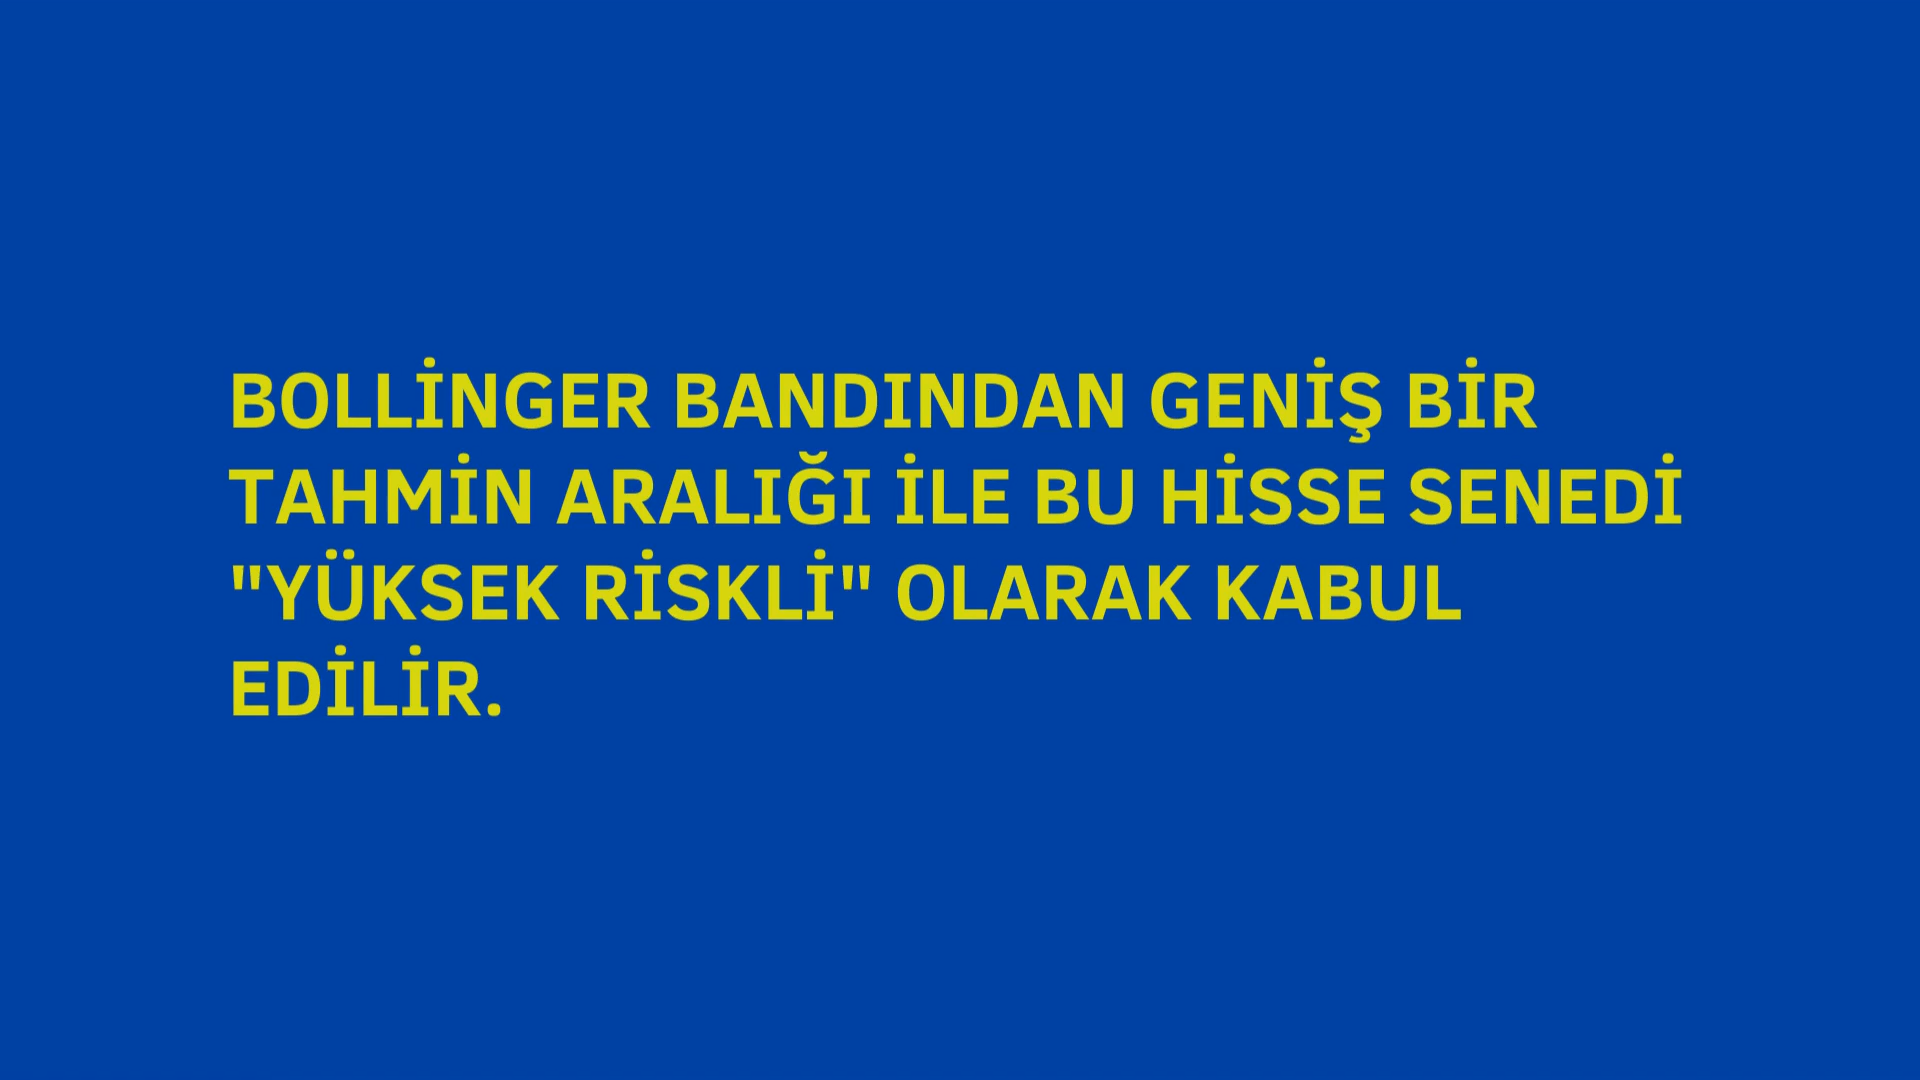 BOLLİNGER BANDINDAN GENİŞ BİR
TAHMİN ARALIĞI İLE BU HİSSE SENEDİ
"YÜKSEK RİSKLİ" OLARAK KABUL
EDİLİR.